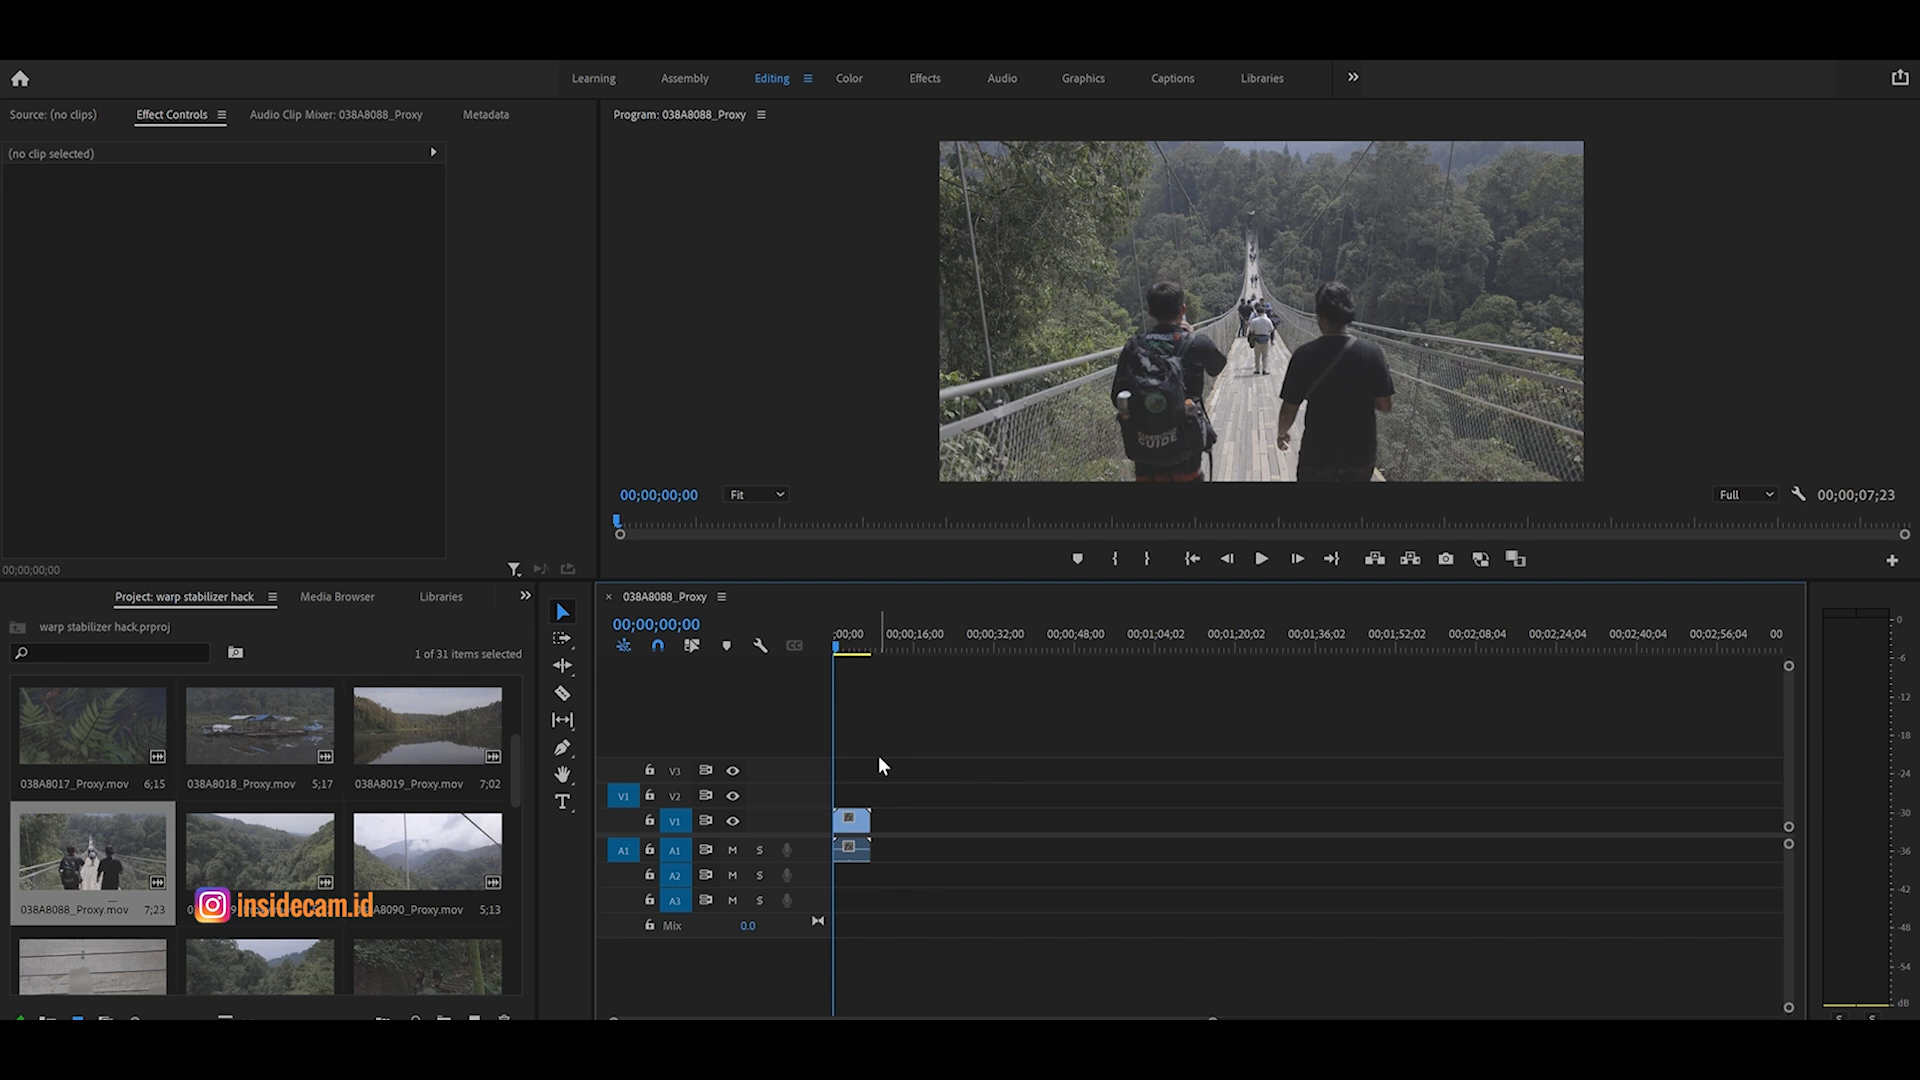 Learning Assembly Editing Color Effects Audio Graphics Captions Libraries
Source: (no clips) Effect Controls Audio Clip Mixer: 038A8088_Proxy Metadata
(no clip selected)
00;00;00;00
Program: 038A8088_Proxy
GUIDE
00;00;00;00 Fit Full 00;00;07;23
Project: warp stabilizer hack Media Browser Libraries
warp stabilizer hack.prproj
1 of 31 items selected
038A8017_Proxy.mov 6;15 038A8018_Proxy.mov 5;17 038A8019_Proxy.mov 7;02
038A8088_Proxy.mov 7;23 A8090_Proxy.mov 5;13
insidecam.id
× 038A8088_Proxy
00;00;00;00
;00;00 00;00;16;00 00;00;32;00 00;00;48;00 00;01;04;02 00;01;20;02 00;01;36;02 00;01;52;02 00;02;08;04 00;02;24;04 00;02;40;04 00;02;56;04 00
V3
V1 V2
V1
fx
A1 A1 M S
fx
A2 M S
A3 M S
Mix 0.0
0
-6
-12
-18
-24
-30
-36
-42
-48
-54
dB
S S